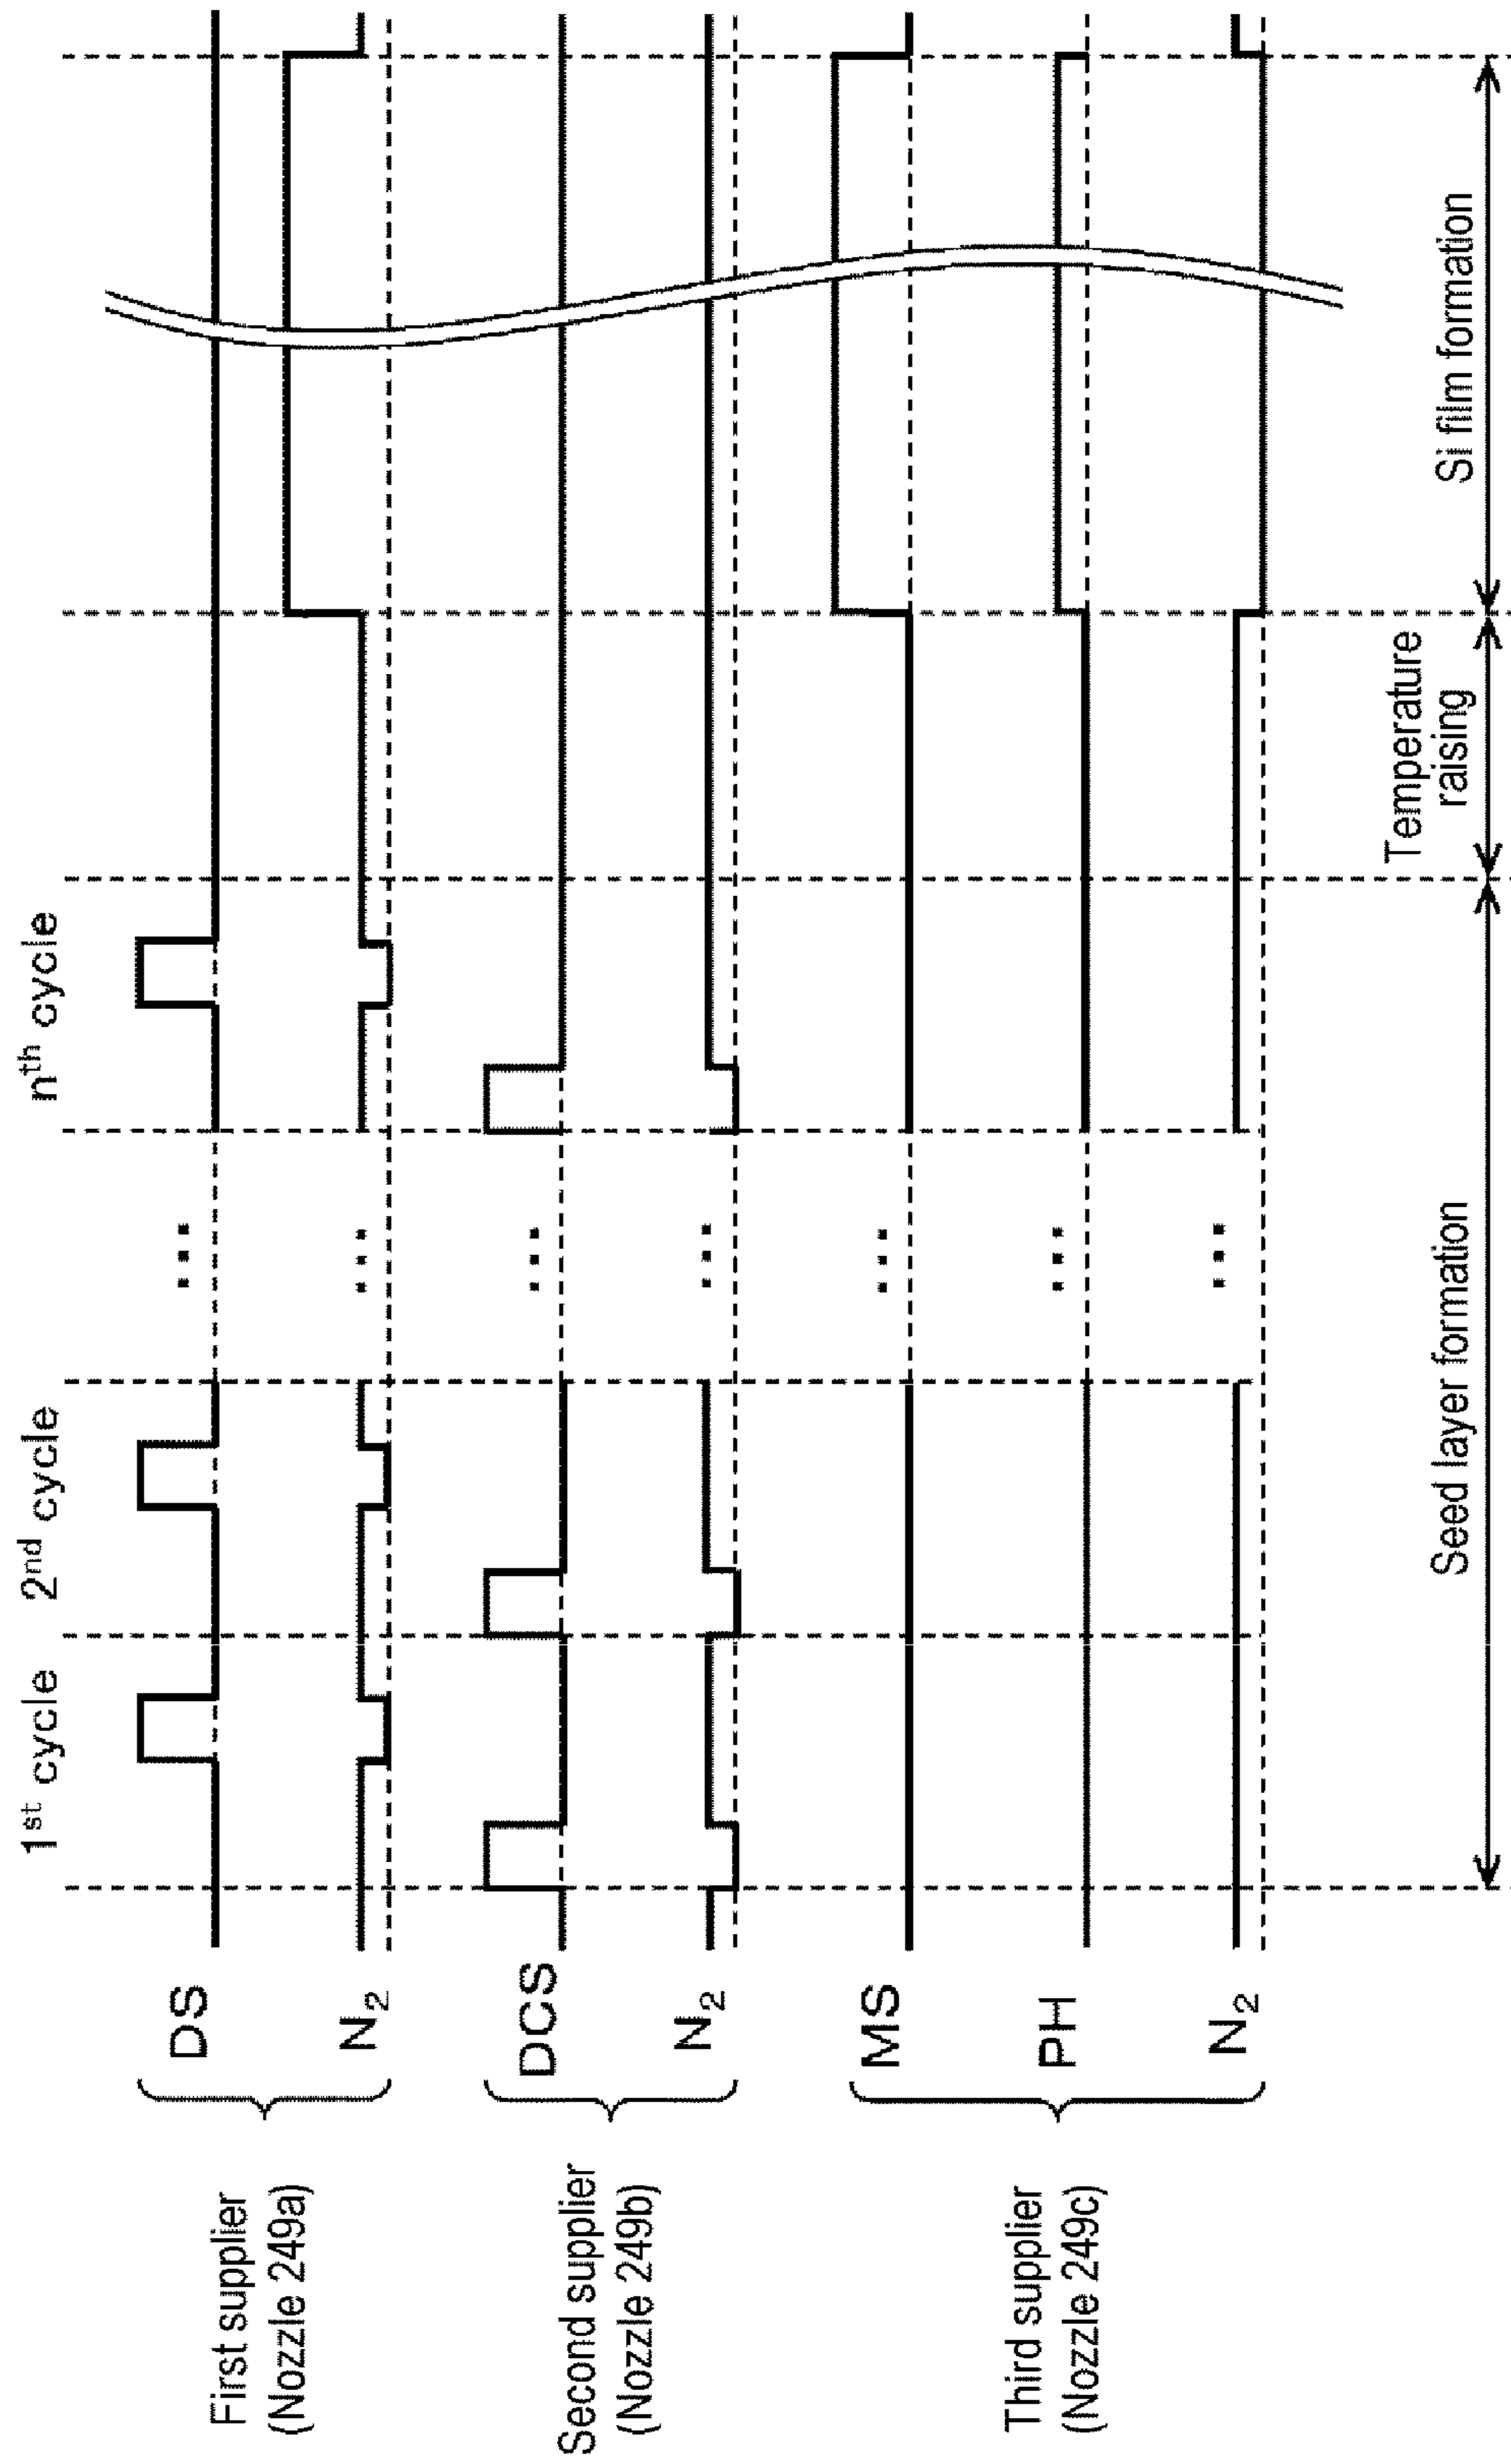 1st cycle
2nd cycle
nth cycle
First supplier
(Nozzle 249a)
DS
N2
Second supplier
(Nozzle 249b)
DCS
N2
Third supplier
(Nozzle 249c)
MS
PH
N2
Seed layer formation
Temperature
raising
Si film formation